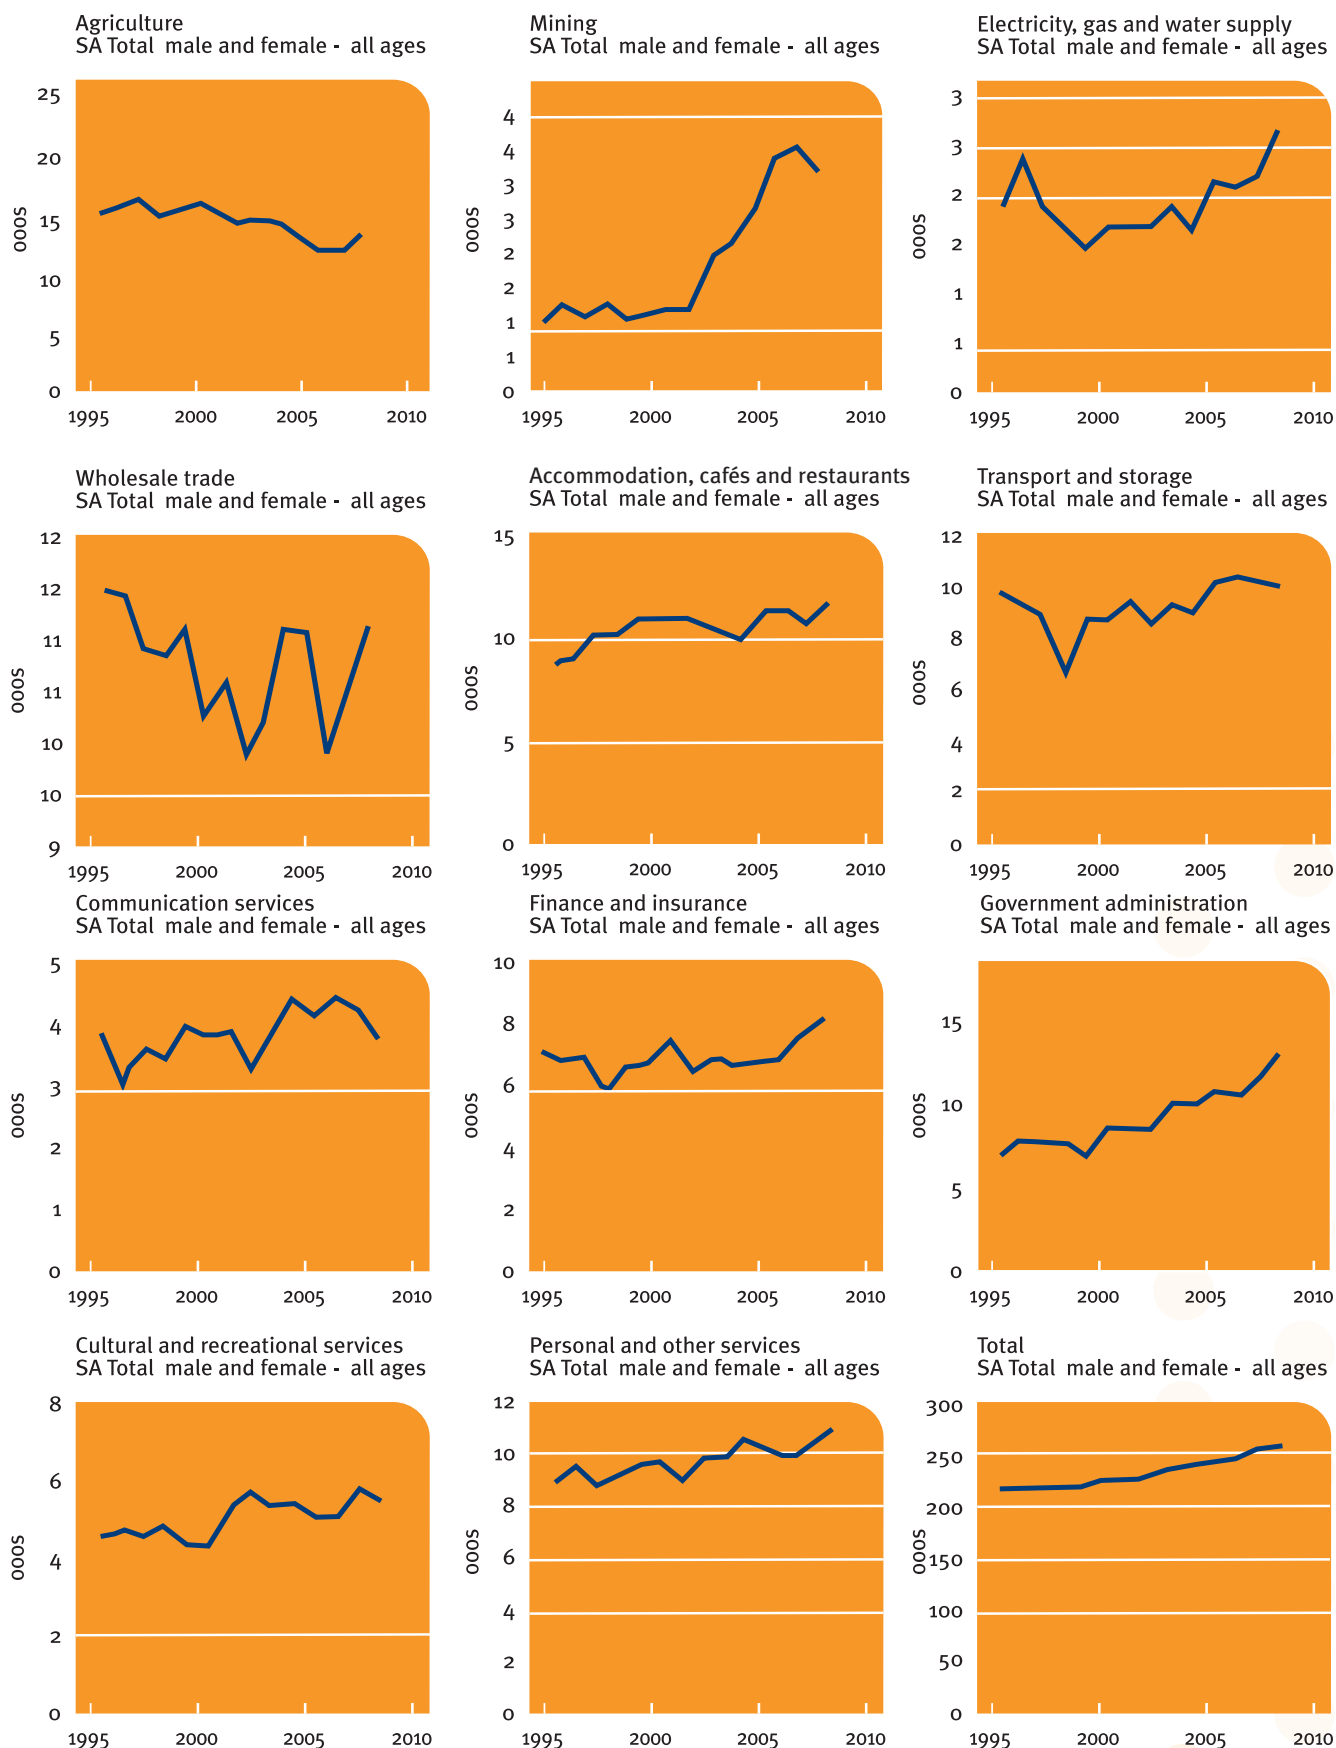 Agriculture
SA Total male and female - all ages
25
20
15
10
5
0
000s
1995 2000 2005 2010
Mining
SA Total male and female - all ages
4
4
3
3
2
2
1
1
0
000s
1995 2000 2005 2010
Electricity, gas and water supply
SA Total male and female - all ages
3
3
2
2
1
1
0
000s
1995 2000 2005 2010
Wholesale trade
SA Total male and female - all ages
12
12
11
11
10
10
9
000s
1995 2000 2005 2010
Accommodation, cafés and restaurants
SA Total male and female - all ages
15
10
5
0
000s
1995 2000 2005 2010
Transport and storage
SA Total male and female - all ages
12
10
8
6
4
2
0
000s
1995 2000 2005 2010
Communication services
SA Total male and female - all ages
5
4
3
2
1
0
000s
1995 2000 2005 2010
Finance and insurance
SA Total male and female - all ages
10
8
6
4
2
0
000s
1995 2000 2005 2010
Government administration
SA Total male and female - all ages
15
10
5
0
000s
1995 2000 2005 2010
Cultural and recreational services
SA Total male and female - all ages
8
6
4
2
0
000s
1995 2000 2005 2010
Personal and other services
SA Total male and female - all ages
12
10
8
6
4
2
0
000s
1995 2000 2005 2010
Total
SA Total male and female - all ages
300
250
200
150
100
50
0
000s
1995 2000 2005 2010